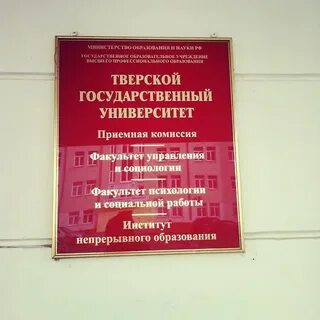 МИНИСТЕРСТВО ОБРАЗОВАНИЯ И НАУКИ РФ
ГОСУДАРСТВЕННОЕ ОБРАЗОВАТЕЛЬНОЕ УЧРЕЖДЕНИЕ
ВЫСШЕГО ПРОФЕССИОНАЛЬНОГО ОБРАЗОВАНИЯ
ТВЕРСКОЙ
ГОСУДАРСТВЕННЫЙ
УНИВЕРСИТЕТ
Приемная комиссия
Факультет управления
и социологии
Факультет психологии
и социальной работы
Институт
непрерывного образования